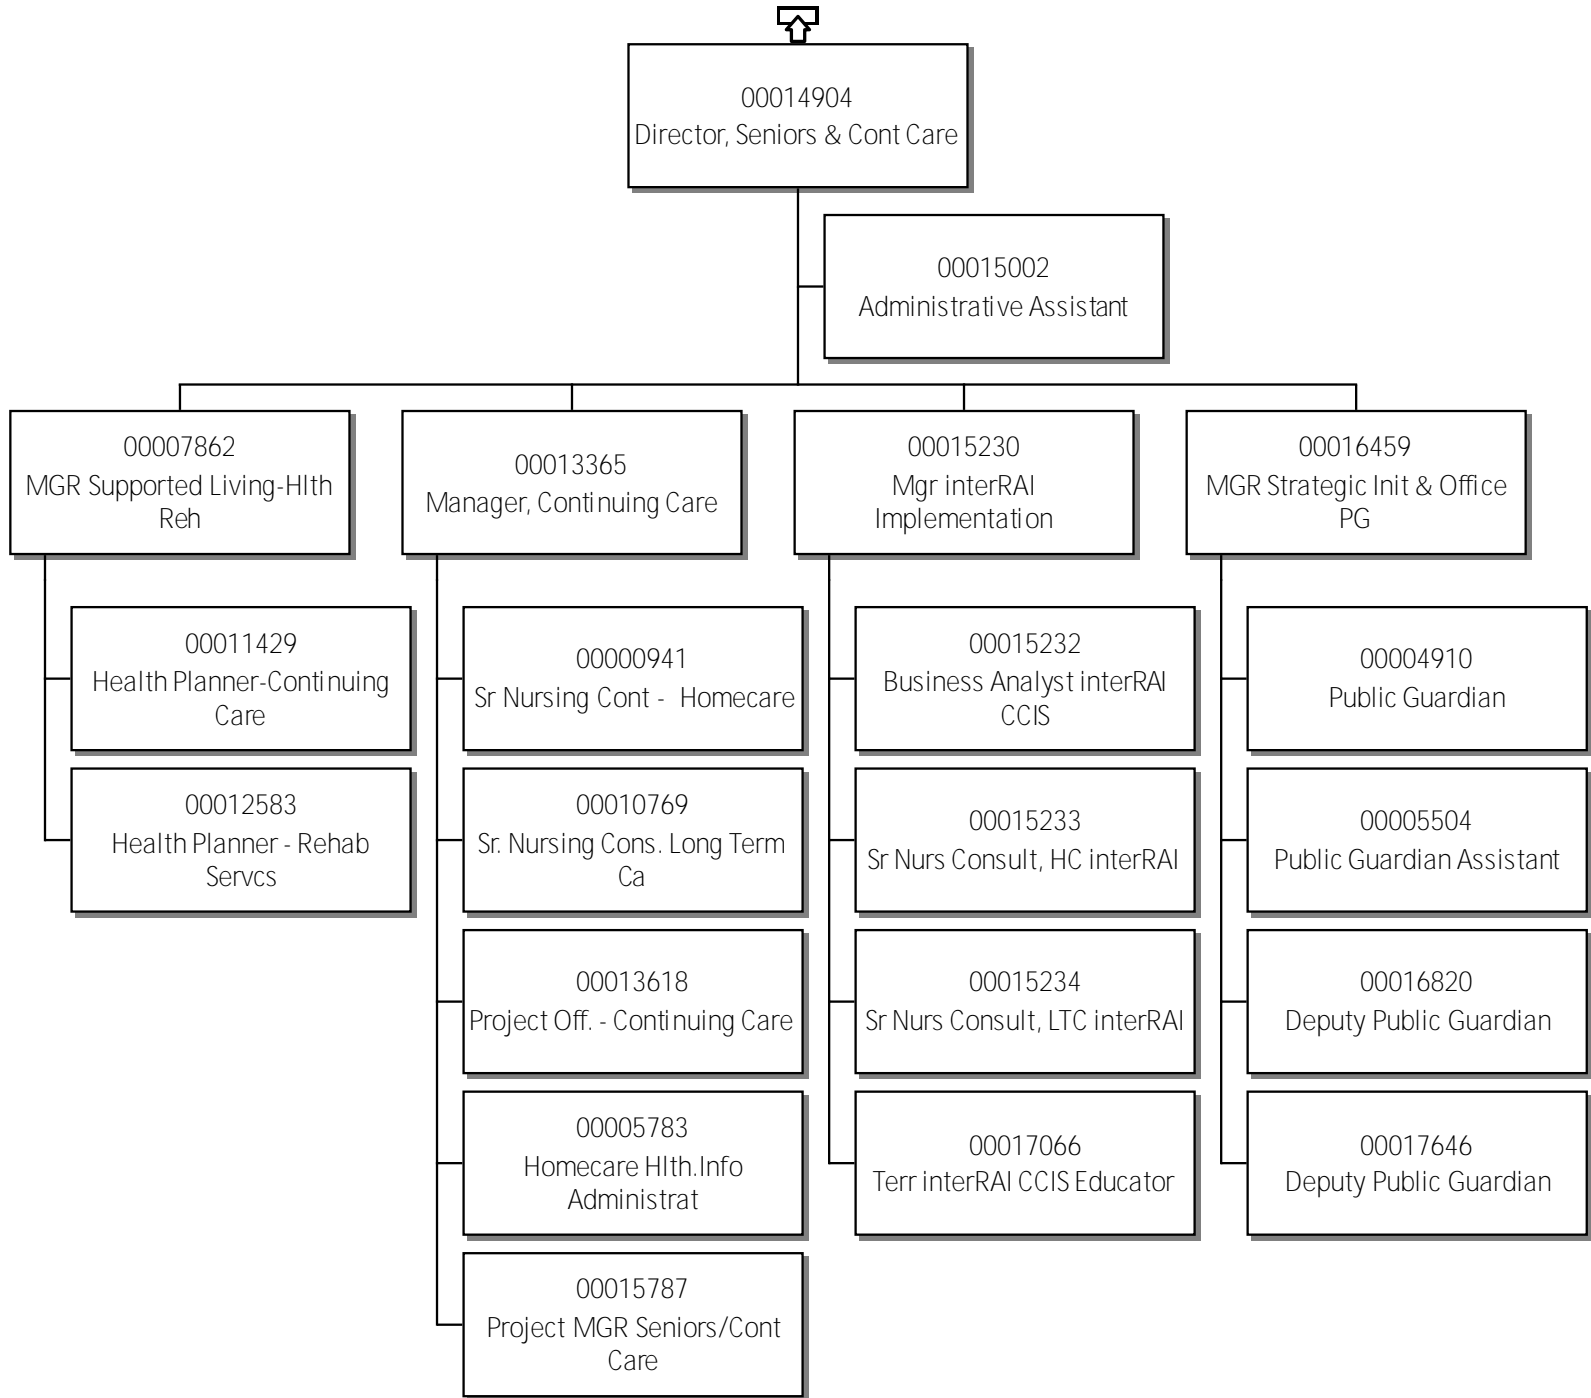 00014904
Director, Seniors & Cont Care
00015002
Administrative Assistant
00007862
MGR Supported Living-Hlth
Reh
00013365
Manager, Continuing Care
00015230
Mgr interRAI
Implementation
00016459
MGR Strategic Init & Office
PG
00011429
Health Planner-Continuing
Care
00012583
Health Planner - Rehab
Servcs
00000941
Sr Nursing Cont - Homecare
00010769
Sr. Nursing Cons. Long Term
Ca
00013618
Project Off. - Continuing Care
00005783
Homecare Hlth.Info
Administrat
00015787
Project MGR Seniors/Cont
Care
00015232
Business Analyst interRAI
CCIS
00015233
Sr Nurs Consult, HC interRAI
00015234
Sr Nurs Consult, LTC interRAI
00017066
Terr interRAI CCIS Educator
00004910
Public Guardian
00005504
Public Guardian Assistant
00016820
Deputy Public Guardian
00017646
Deputy Public Guardian